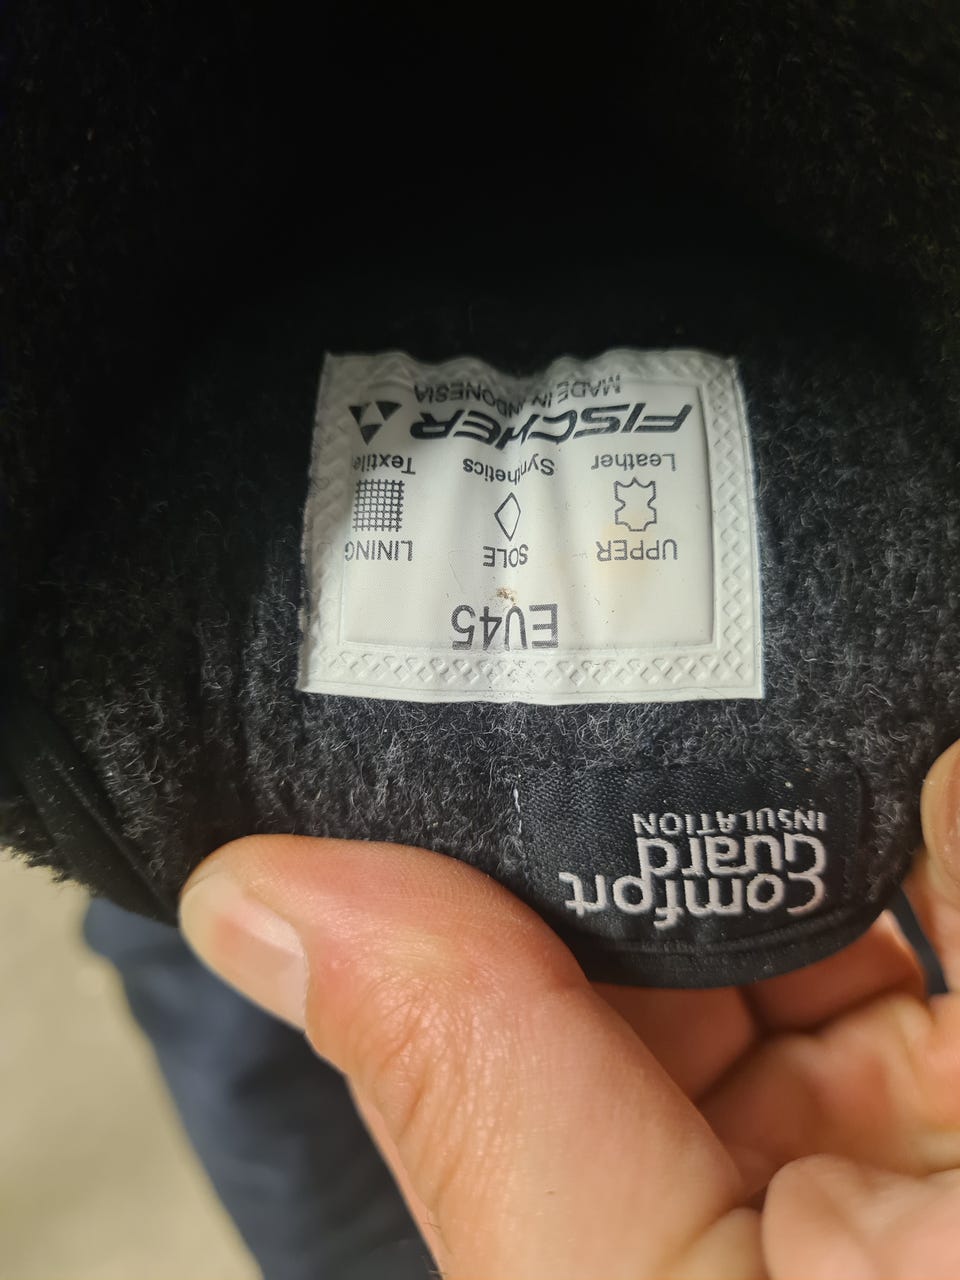 Comfort
Guard
INSULATION
EU45
UPPER SOLE LINING
Leather Synthetics Textile
FISCHER
MADE IN INDONESIA